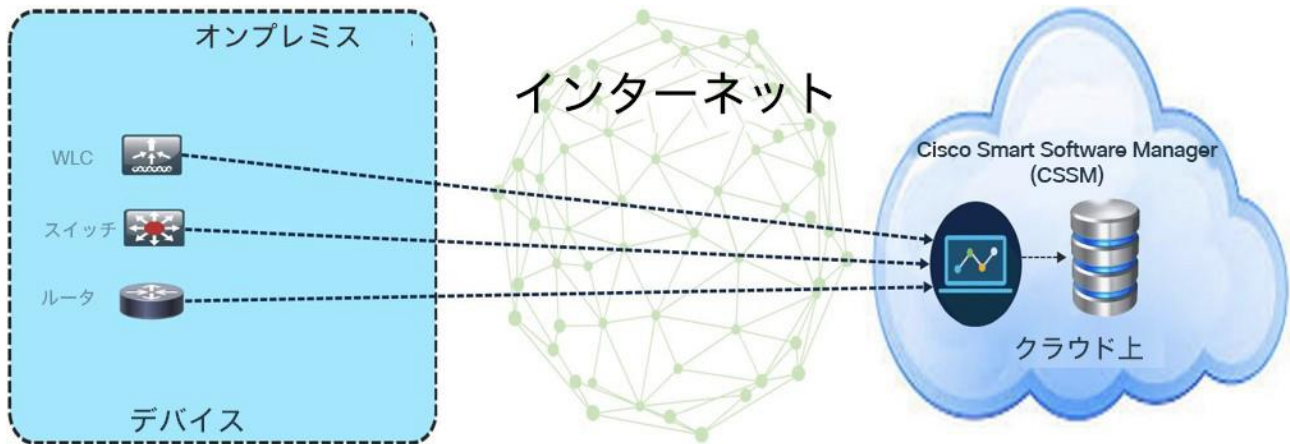 オンプレミス
インターネット
WLC
スイッチ
ルータ
デバイス
Cisco Smart Software Manager
(CSSM)
クラウド上